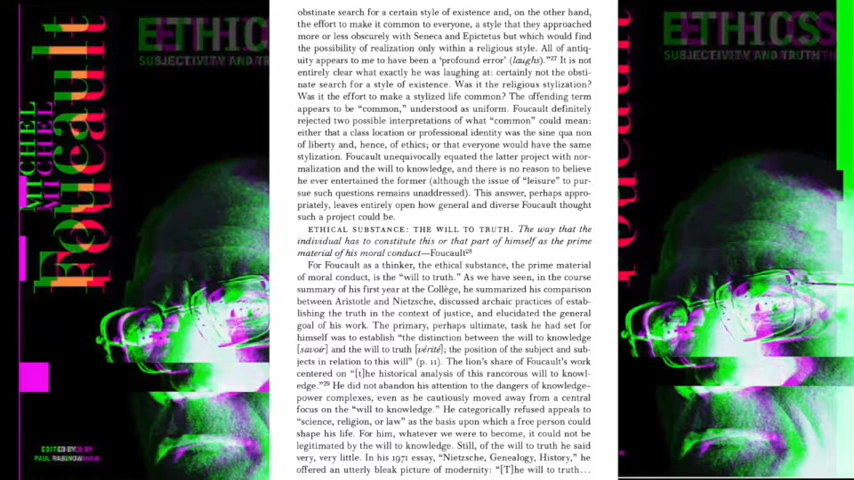 MICHEL
MICHEL
Foucault
ETHICS
SUBJECTIVITY AND TR
EDITED BY
PAUL RABINOW
obstinate search for a certain style of existence and, on the other hand,
the effort to make it common to everyone, a style that they approached
more or less obscurely with Seneca and Epictetus but which would find
the possibility of realization only within a religious style. All of antiq-
uity appears to me to have been a ‘profound error’ (laughs).”27 It is not
entirely clear what exactly he was laughing at: certainly not the obsti-
nate search for a style of existence. Was it the religious stylization?
Was it the effort to make a stylized life common? The offending term
appears to be “common,” understood as uniform. Foucault definitely
rejected two possible interpretations of what “common” could mean:
either that a class location or professional identity was the sine qua non
of liberty and, hence, of ethics; or that everyone would have the same
stylization. Foucault unequivocally equated the latter project with nor-
malization and the will to knowledge, and there is no reason to believe
he ever entertained the former (although the issue of “leisure” to pur-
sue such questions remains unaddressed). This answer, perhaps appro-
priately, leaves entirely open how general and diverse Foucault thought
such a project could be.
ETHICAL SUBSTANCE: THE WILL TO TRUTH. The way that the
individual has to constitute this or that part of himself as the prime
material of his moral conduct—Foucault28
For Foucault as a thinker, the ethical substance, the prime material
of moral conduct, is the “will to truth.” As we have seen, in the course
summary of his first year at the Collège, he summarized his comparison
between Aristotle and Nietzsche, discussed archaic practices of estab-
lishing the truth in the context of justice, and elucidated the general
goal of his work. The primary, perhaps ultimate, task he had set for
himself was to establish “the distinction between the will to knowledge
[savoir] and the will to truth [vérité]; the position of the subject and sub-
jects in relation to this will” (p. 11). The lion’s share of Foucault’s work
centered on “[t]he historical analysis of this rancorous will to knowl-
edge.”29 He did not abandon his attention to the dangers of knowledge-
power complexes, even as he cautiously moved away from a central
focus on the “will to knowledge.” He categorically refused appeals to
“science, religion, or law” as the basis upon which a free person could
shape his life. For him, whatever we were to become, it could not be
legitimated by the will to knowledge. Still, of the will to truth he said
very, very little. In his 1971 essay, “Nietzsche, Genealogy, History,” he
offered an utterly bleak picture of modernity: “[T]he will to truth...
ETHICS
SUBJECTIVITY AND TRUTH